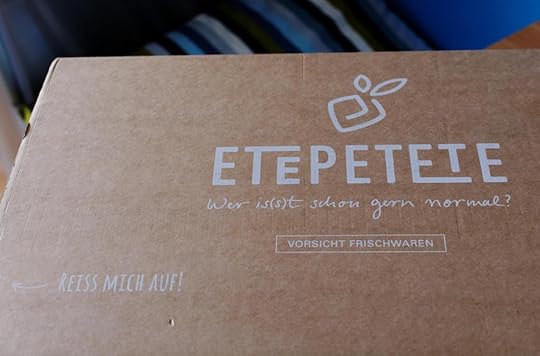 ETEPETETE
Wer is(s)t schon gern normal?
VORSICHT FRISCHWAREN
REISS MICH AUF!